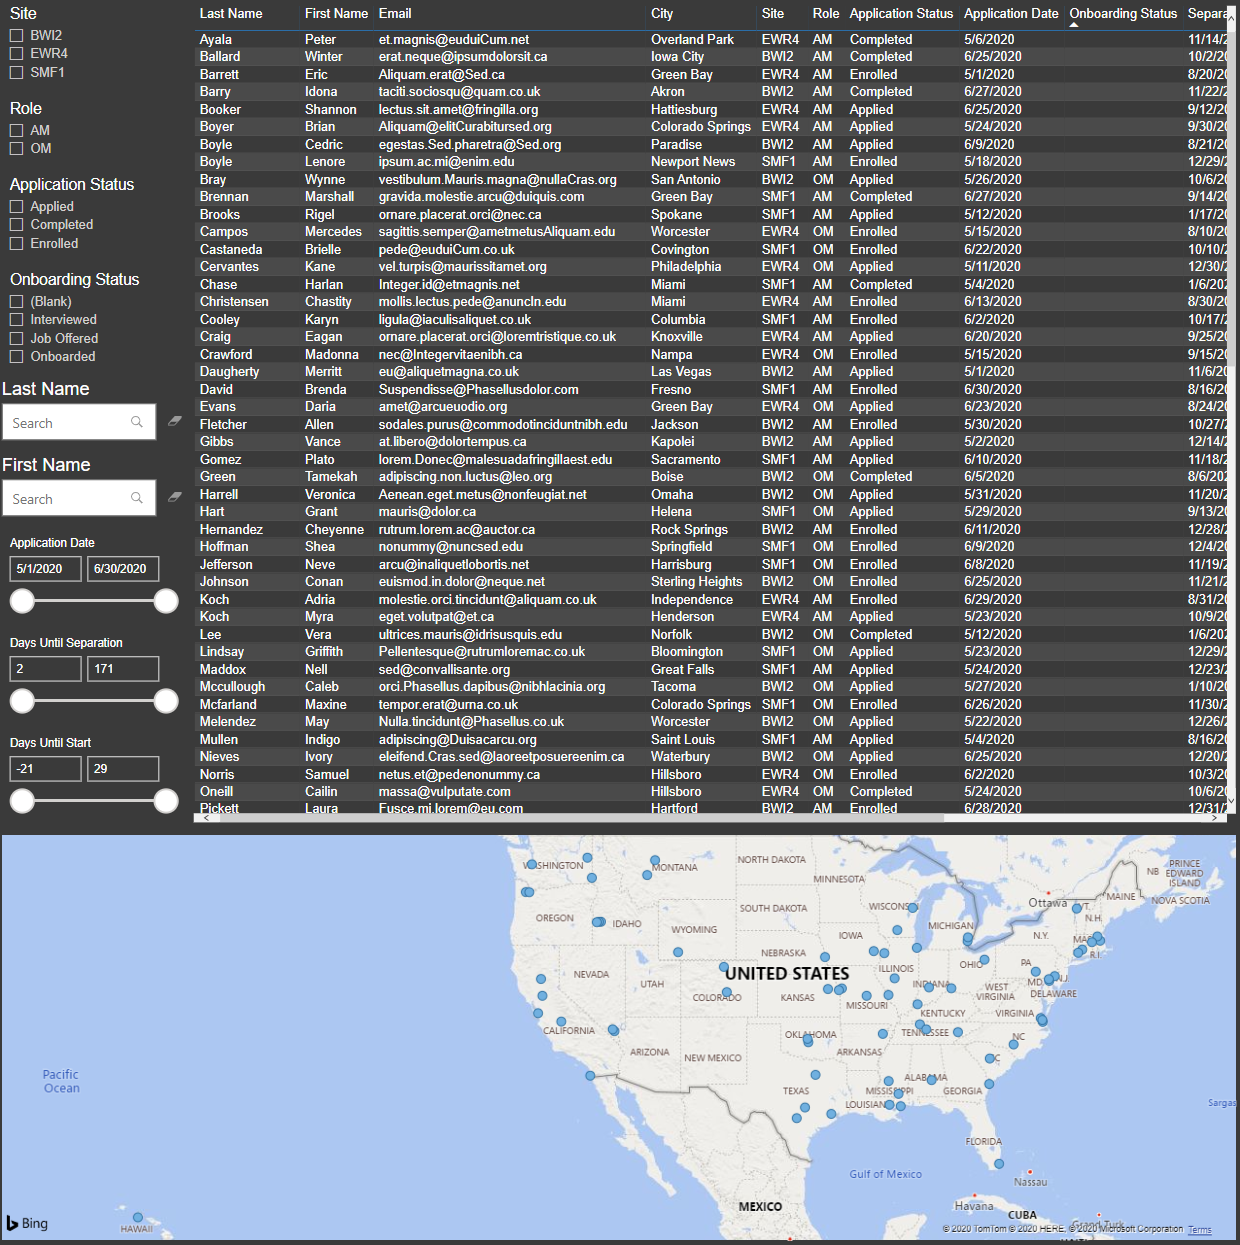 Site
BWI2
EWR4
SMF1
Role
AM
OM
Application Status
Applied
Completed
Enrolled
Onboarding Status
(Blank)
Interviewed
Job Offered
Onboarded
Last Name
Search
First Name
Search
Application Date
5/1/2020 6/30/2020
Days Until Separation
2 171
Days Until Start
-21 29
Last Name First Name Email City Site Role Application Status Application Date Onboarding Status Separa
Ayala Peter et.magnis@euduiCum.net Overland Park EWR4 AM Completed 5/6/2020 11/14/2
Ballard Winter erat.neque@ipsumdolorsit.ca Iowa City BWI2 AM Completed 6/25/2020 10/2/20
Barrett Eric Aliquam.erat@Sed.ca Green Bay EWR4 AM Enrolled 5/1/2020 8/20/20
Barry Idona taciti.sociosqu@quam.co.uk Akron BWI2 AM Completed 6/27/2020 11/22/2
Booker Shannon lectus.sit.amet@fringilla.org Hattiesburg EWR4 AM Applied 6/25/2020 9/12/20
Boyer Brian Aliquam@elitCurabitursed.org Colorado Springs EWR4 AM Applied 5/24/2020 9/30/20
Boyle Cedric egestas.Sed.pharetra@Sed.org Paradise BWI2 AM Applied 6/9/2020 8/21/20
Boyle Lenore ipsum.ac.mi@enim.edu Newport News SMF1 AM Enrolled 5/18/2020 12/29/
Bray Wynne vestibulum.Mauris.magna@nullaCras.org San Antonio BWI2 OM Applied 5/26/2020 10/6/20
Brennan Marshall gravida.molestie.arcu@duiquis.com Green Bay SMF1 AM Completed 6/27/2020 9/14/20
Brooks Rigel ornare.placerat.orci@nec.ca Spokane SMF1 AM Applied 5/12/2020 1/17/20
Campos Mercedes sagittis.semper@ametmetusAliquam.edu Worcester EWR4 OM Enrolled 5/15/2020 8/10/20
Castaneda Brielle pede@euduiCum.co.uk Covington SMF1 OM Enrolled 6/22/2020 10/10/
Cervantes Kane vel.turpis@maurissitamet.org Philadelphia EWR4 OM Applied 5/11/2020 12/30/
Chase Harlan Integer.id@etmagnis.net Miami SMF1 AM Completed 5/4/2020 1/6/202
Christensen Chastity mollis.lectus.pede@anuncIn.edu Miami EWR4 AM Enrolled 6/13/2020 8/30/20
Cooley Karyn ligula@iaculisaliquet.co.uk Columbia SMF1 AM Enrolled 6/2/2020 10/17/2
Craig Eagan ornare.placerat.orci@loremtristique.co.uk Knoxville EWR4 AM Applied 6/20/2020 9/25/20
Crawford Madonna nec@Integervitaenibh.ca Nampa EWR4 OM Enrolled 5/15/2020 9/15/20
Daugherty Merritt eu@aliquetmagna.co.uk Las Vegas BWI2 AM Applied 5/1/2020 11/6/20
David Brenda Suspendisse@Phasellusdolor.com Fresno SMF1 AM Enrolled 6/30/2020 8/16/20
Evans Daria amet@arcueuodio.org Green Bay EWR4 OM Applied 6/23/2020 8/24/20
Fletcher Allen sodales.purus@commodotinciduntnibh.edu Jackson BWI2 AM Enrolled 5/30/2020 10/27/
Gibbs Vance at.libero@dolortempus.ca Kapolei BWI2 AM Applied 5/2/2020 12/14/
Gomez Plato lorem.Donec@malesuadafringillaest.edu Sacramento SMF1 AM Applied 6/10/2020 11/18/2
Green Tamekah adipiscing.non.luctus@leo.org Boise BWI2 OM Completed 6/5/2020 8/6/202
Harrell Veronica Aenean.eget.metus@nonfeugiat.net Omaha BWI2 OM Applied 5/31/2020 11/20/2
Hart Grant mauris@dolor.ca Helena SMF1 OM Applied 5/29/2020 9/13/20
Hernandez Cheyenne rutrum.lorem.ac@auctor.ca Rock Springs BWI2 AM Enrolled 6/11/2020 12/28/
Hoffman Shea nonummy@nuncsed.edu Springfield SMF1 OM Enrolled 6/9/2020 12/4/20
Jefferson Neve arcu@inaliquetlobortis.net Harrisburg SMF1 OM Enrolled 6/8/2020 11/19/2
Johnson Conan euismod.in.dolor@neque.net Sterling Heights BWI2 OM Enrolled 6/25/2020 11/21/2
Koch Adria molestie.orci.tincidunt@aliquam.co.uk Independence EWR4 AM Enrolled 6/29/2020 8/31/20
Koch Myra eget.volutpat@et.ca Henderson EWR4 AM Applied 5/23/2020 10/9/20
Lee Vera ultrices.mauris@idrisusquis.edu Norfolk BWI2 OM Completed 5/12/2020 1/6/202
Lindsay Griffith Pellentesque@rutrumloremac.co.uk Bloomington SMF1 OM Applied 5/23/2020 12/29/
Maddox Nell sed@convallisante.org Great Falls SMF1 AM Applied 5/24/2020 12/23/
Mccullough Caleb orci.Phasellus.dapibus@nibhlacinia.org Tacoma BWI2 OM Applied 5/27/2020 1/10/20
Mcfarland Maxine tempor.erat@urna.co.uk Colorado Springs SMF1 OM Enrolled 6/26/2020 11/30/
Melendez May Nulla.tincidunt@Phasellus.co.uk Worcester BWI2 OM Applied 5/22/2020 12/26/
Mullen Indigo adipiscing@Duisacarcu.org Saint Louis SMF1 AM Applied 5/4/2020 8/16/20
Nieves Ivory eleifend.Cras.sed@laoreetposuereenim.ca Waterbury BWI2 OM Applied 6/25/2020 12/20/
Norris Samuel netus.et@pedenonummy.ca Hillsboro EWR4 OM Enrolled 6/2/2020 10/3/20
Oneill Cailin massa@vulputate.com Hillsboro EWR4 OM Completed 5/24/2020 10/6/20
Pickett Laura Fusce.mi.lorem@eu.com Hartford BWI2 AM Enrolled 6/28/2020 12/31/
WASHINGTON
MONTANA
NORTH DAKOTA
MINNESOTA
NB
PRINCE EDWARD ISLAND
MAINE
NOVA SCOTIA
Ottawa
VT.
N.H.
OREGON
IDAHO
SOUTH DAKOTA
WISCONSIN
MICHIGAN
WYOMING
IOWA
N.Y.
MA
R.I.
NEBRASKA
ILLINOIS
OHIO
PA
N.J.
NEVADA
UTAH
UNITED STATES
COLORADO
KANSAS
MISSOURI
INDIANA
WEST VIRGINIA
MD
DELAWARE
KENTUCKY
VIRGINIA
CALIFORNIA
OKLAHOMA
TENNESSEE
NC
ARIZONA
NEW MEXICO
ARKANSAS
SC
TEXAS
MISSISSIPPI
ALABAMA
GEORGIA
LOUISIANA
Pacific Ocean
Sargas
FLORIDA
Gulf of Mexico
Nassau
MEXICO
Havana
CUBA
Grand Turk
HAITI
HAWAII
Bing
© 2020 TomTom © 2020 HERE, © 2020 Microsoft Corporation Terms